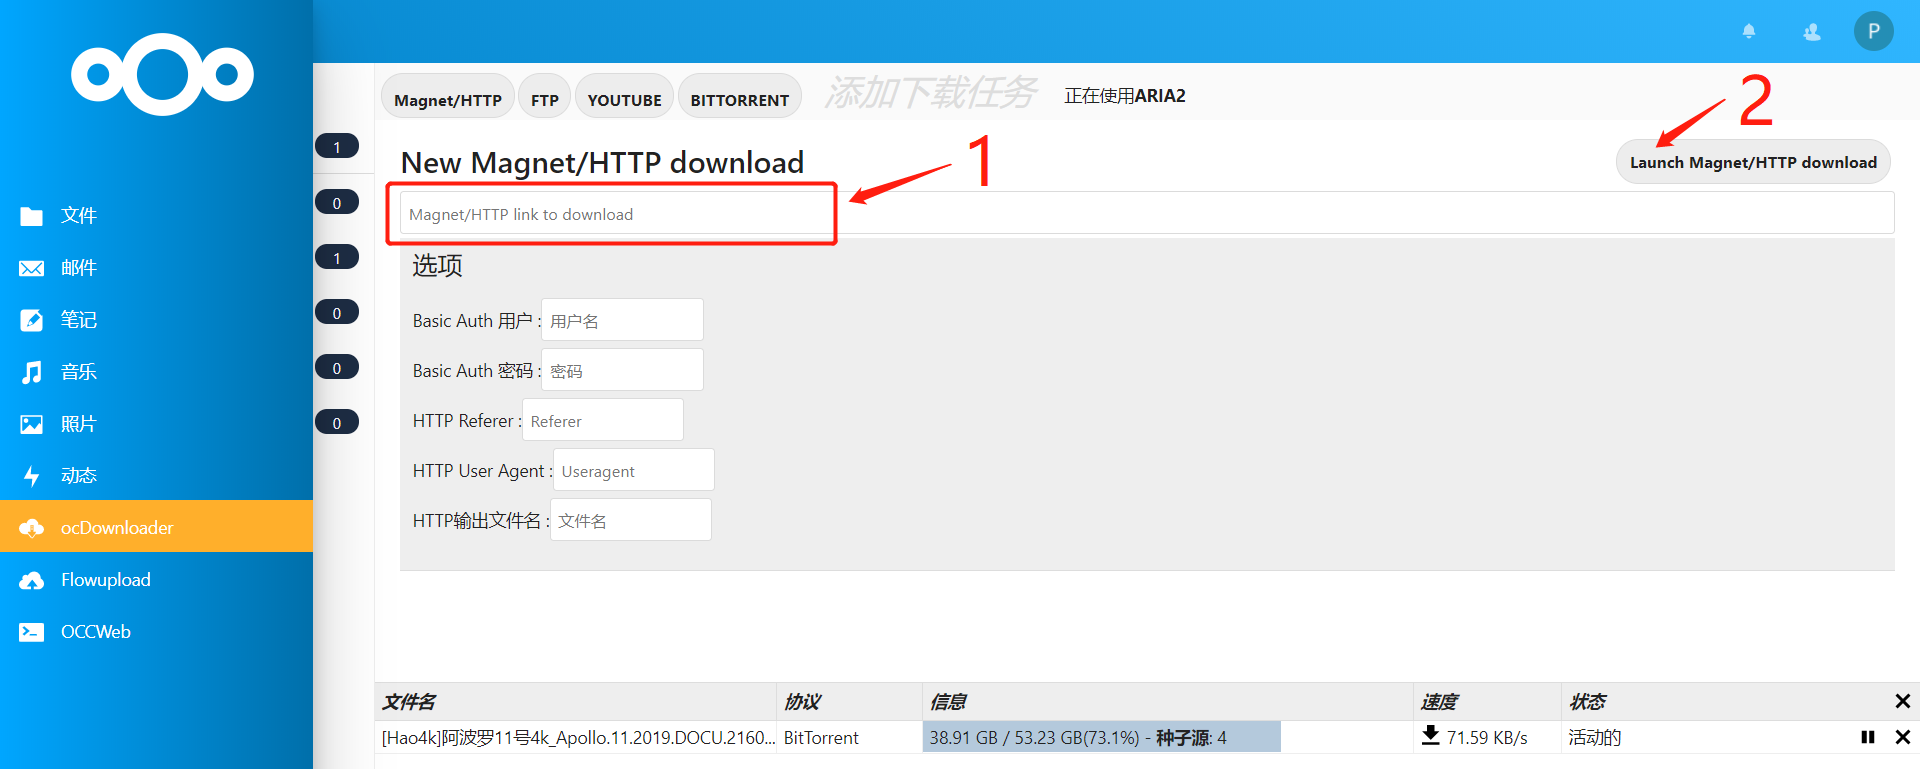 P
文件
邮件
笔记
音乐
照片
动态
ocDownloader
Flowupload
OCCWeb
1
0
1
0
0
0
Magnet/HTTP FTP YOUTUBE BITTORRENT 添加下载任务 正在使用ARIA2
2
1
New Magnet/HTTP download
Launch Magnet/HTTP download
Magnet/HTTP link to download
选项
Basic Auth 用户 : 用户名
Basic Auth 密码 : 密码
HTTP Referer : Referer
HTTP User Agent : Useragent
HTTP输出文件名 : 文件名
文件名 协议 信息 速度 状态
[Hao4k]阿波罗11号4k_Apollo.11.2019.DOCU.2160... BitTorrent 38.91 GB / 53.23 GB(73.1%) - 种子源: 4 71.59 KB/s 活动的